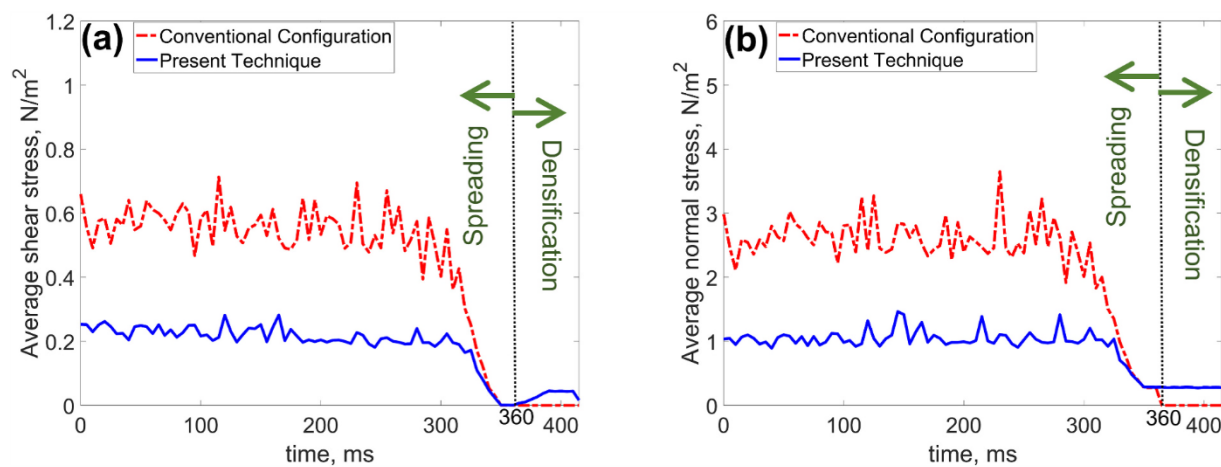 (a)
Conventional Configuration
Present Technique
Average shear stress, N/m²
1.2
1
0.8
0.6
0.4
0.2
0
0
100
200
300
360
400
time, ms
Spreading
Densification
(b)
Conventional Configuration
Present Technique
Average normal stress, N/m²
6
5
4
3
2
1
0
0
100
200
300
360
400
time, ms
Spreading
Densification